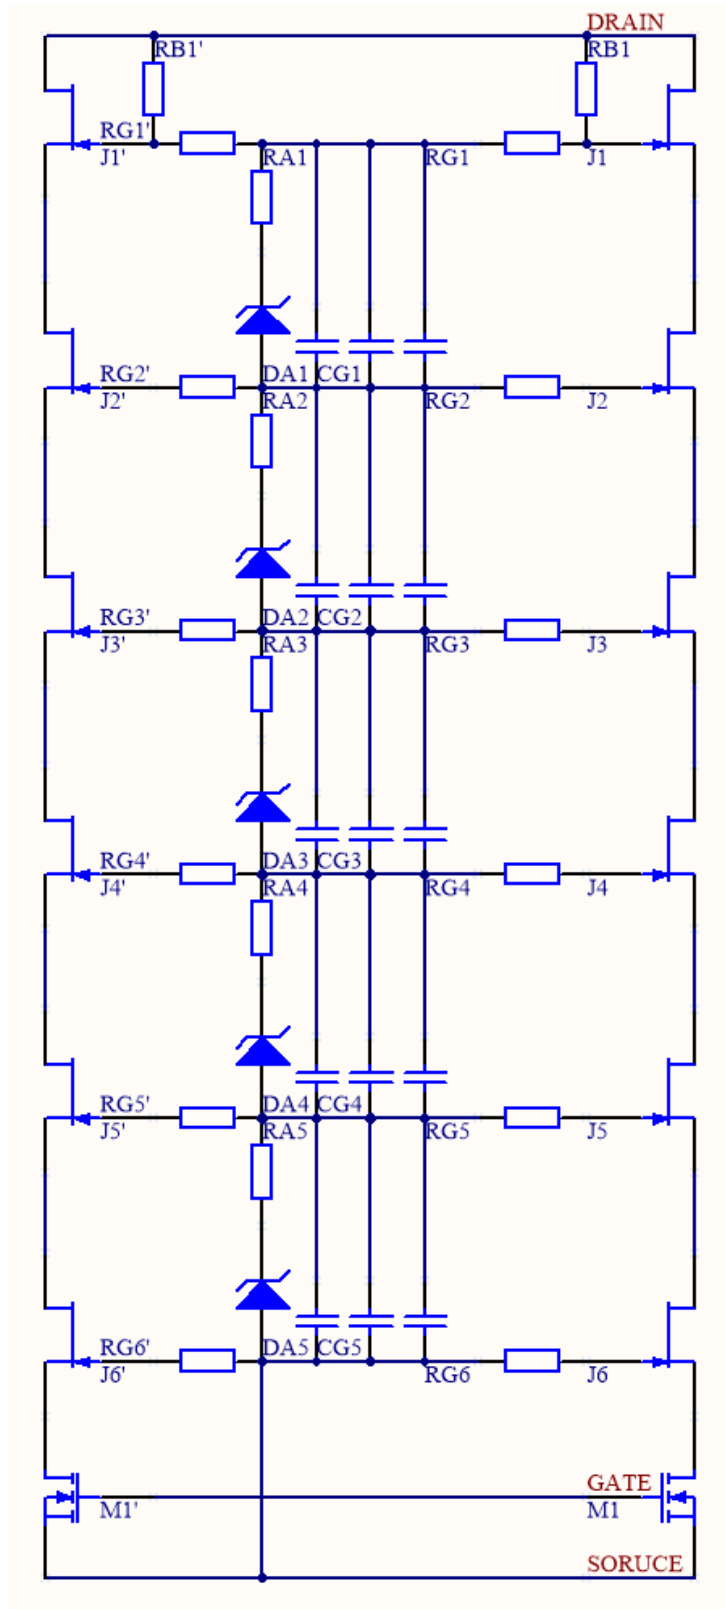 DRAIN
RB1' RB1
RG1'
J1' RA1 RG1 J1
RG2' DA1 CG1
J2' RA2 RG2 J2
RG3' DA2 CG2
J3' RA3 RG3 J3
RG4' DA3 CG3
J4' RA4 RG4 J4
RG5' DA4 CG4
J5' RA5 RG5 J5
RG6' DA5 CG5
J6' RG6 J6
GATE
M1' M1
SORUCE